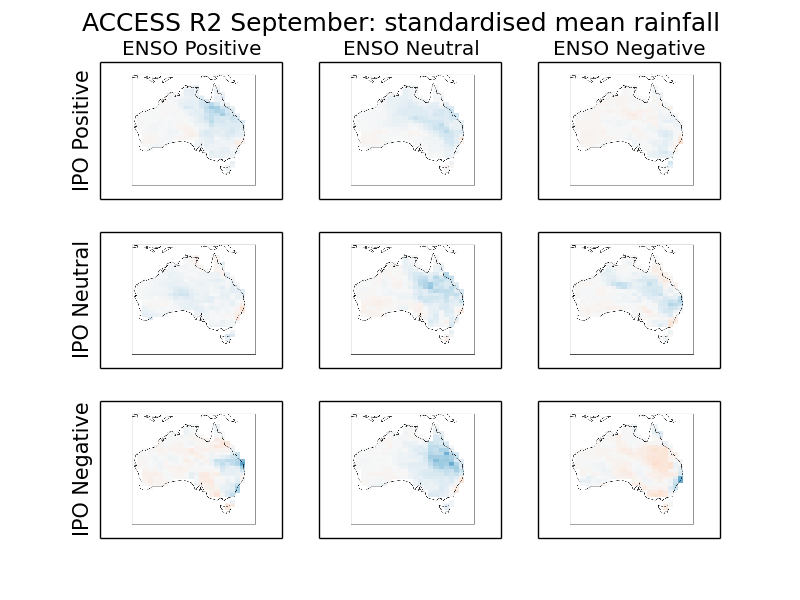 ACCESS R2 September: standardised mean rainfall
ENSO Positive ENSO Neutral ENSO Negative
IPO Positive
IPO Neutral
IPO Negative